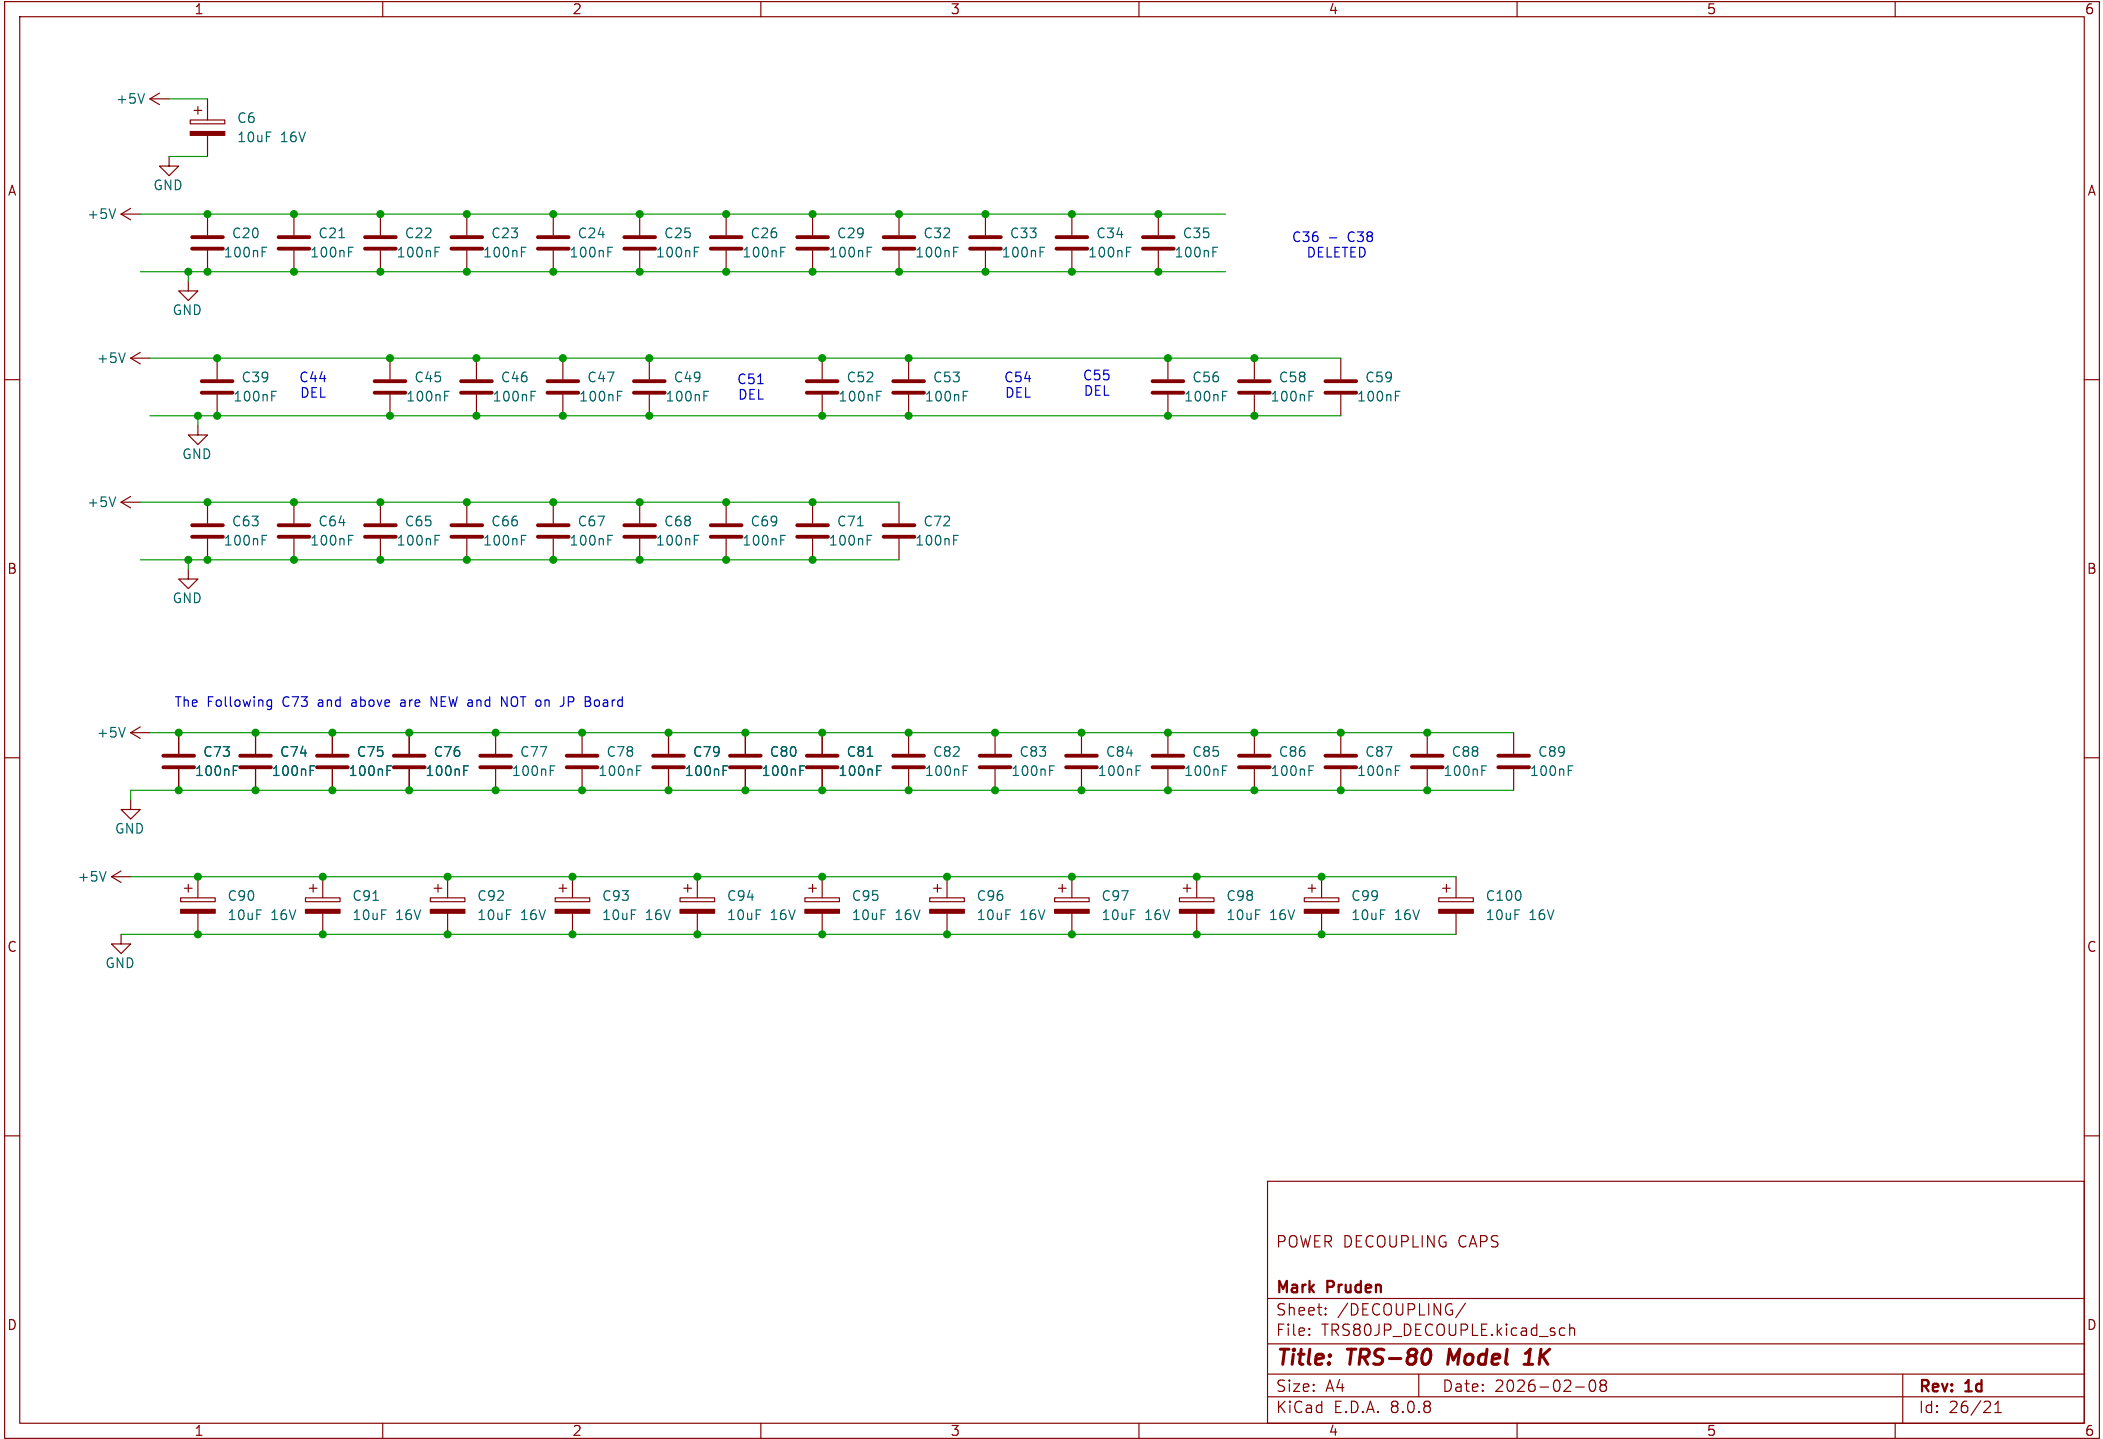 1 2 3 4 5 6
+5V
+
C6
10uF 16V
GND
A A
+5V
C20 C21 C22 C23 C24 C25 C26 C29 C32 C33 C34 C35
100nF 100nF 100nF 100nF 100nF 100nF 100nF 100nF 100nF 100nF 100nF 100nF
C36 - C38
DELETED
GND
+5V
C39 C44 C45 C46 C47 C49 C51 C52 C53 C54 C55 C56 C58 C59
100nF DEL 100nF 100nF 100nF 100nF DEL 100nF 100nF DEL DEL 100nF 100nF 100nF
GND
+5V
C63 C64 C65 C66 C67 C68 C69 C71 C72
100nF 100nF 100nF 100nF 100nF 100nF 100nF 100nF 100nF
B B
GND
The Following C73 and above are NEW and NOT on JP Board
+5V
C73 C74 C75 C76 C77 C78 C79 C80 C81 C82 C83 C84 C85 C86 C87 C88 C89
100nF 100nF 100nF 100nF 100nF 100nF 100nF 100nF 100nF 100nF 100nF 100nF 100nF 100nF 100nF 100nF 100nF
GND
+5V
+ + + + + + + + + + +
C90 C91 C92 C93 C94 C95 C96 C97 C98 C99 C100
10uF 16V 10uF 16V 10uF 16V 10uF 16V 10uF 16V 10uF 16V 10uF 16V 10uF 16V 10uF 16V 10uF 16V 10uF 16V
C C
GND
POWER DECOUPLING CAPS
Mark Pruden
Sheet: /DECOUPLING/
D D
File: TRS80JP_DECOUPLE.kicad_sch
Title: TRS-80 Model 1K
Size: A4 Date: 2026-02-08 Rev: 1d
KiCad E.D.A. 8.0.8 Id: 26/21
1 2 3 4 5 6